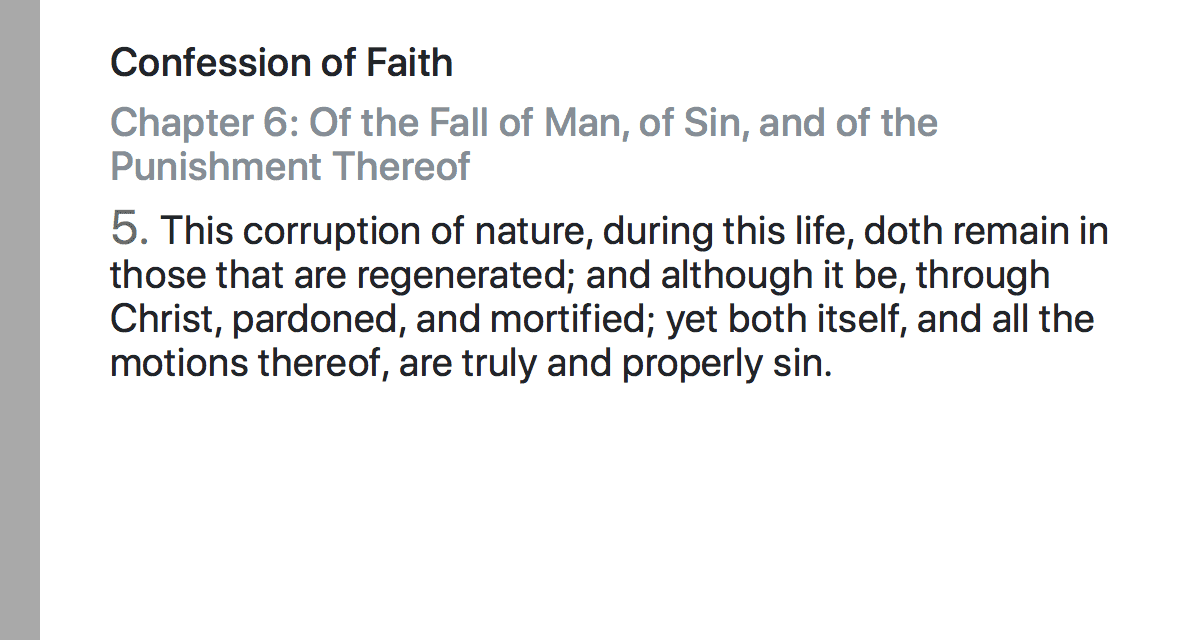 Confession of Faith
Chapter 6: Of the Fall of Man, of Sin, and of the
Punishment Thereof
5. This corruption of nature, during this life, doth remain in
those that are regenerated; and although it be, through
Christ, pardoned, and mortified; yet both itself, and all the
motions thereof, are truly and properly sin.